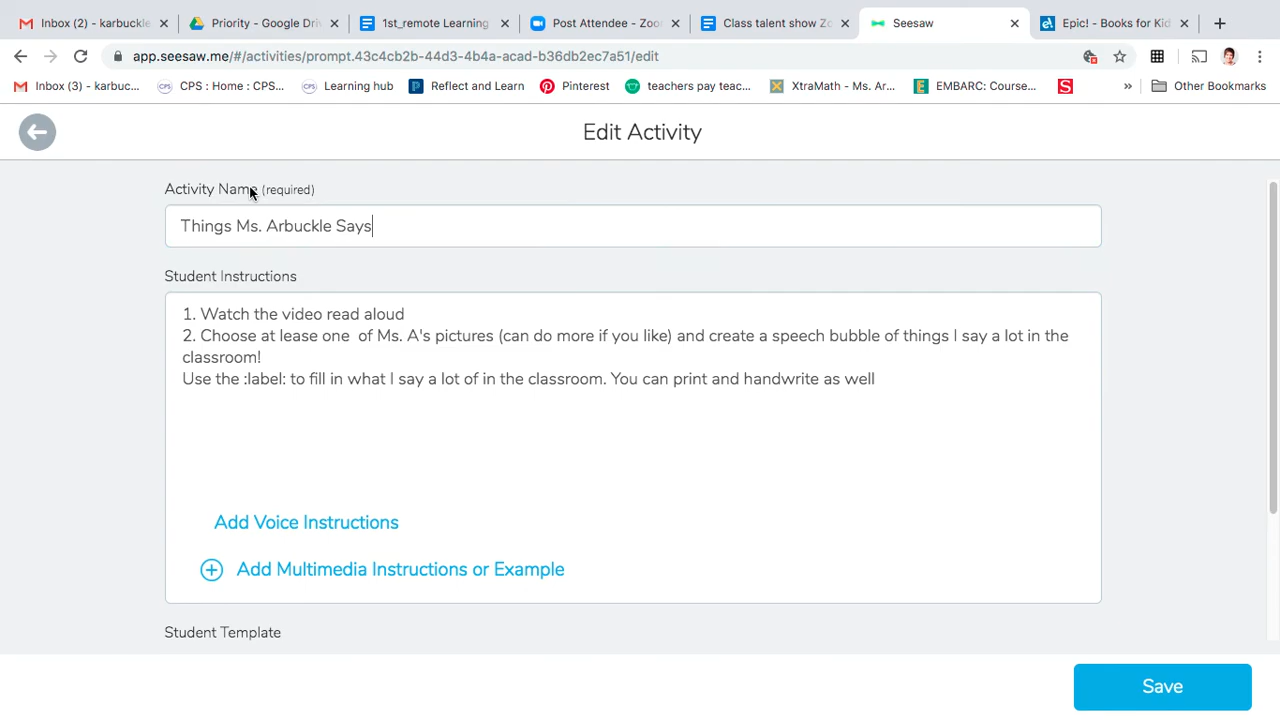 Inbox (2) - karbuckle
Priority - Google Driv
1st_remote Learning
Post Attendee - Zoo
Class talent show Zo
Seesaw
Epic! - Books for Kid
app.seesaw.me/#/activities/prompt.43c4cb2b-44d3-4b4a-acad-b36db2ec7a51/edit
Inbox (3) - karbuc...
CPS : Home : CPS...
Learning hub
Reflect and Learn
Pinterest
teachers pay teac...
XtraMath - Ms. Ar...
EMBARC: Course...
»
Other Bookmarks
Edit Activity
Activity Name (required)
Things Ms. Arbuckle Says
Student Instructions
1. Watch the video read aloud
2. Choose at lease one  of Ms. A's pictures (can do more if you like) and create a speech bubble of things I say a lot in the
classroom!
Use the :label: to fill in what I say a lot of in the classroom. You can print and handwrite as well
Add Voice Instructions
Add Multimedia Instructions or Example
Student Template
Save